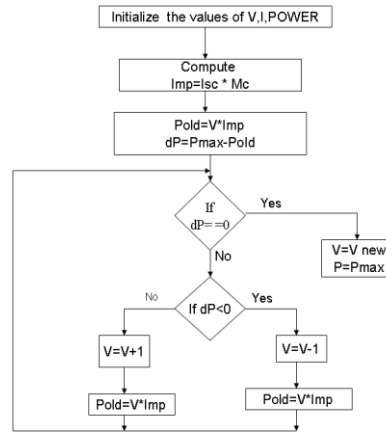 Initialize the values of V,I,POWER
Compute
Imp=Isc * Mc
Pold=V*Imp
dP=Pmax-Pold
If
dP==0
Yes
No
V=V new
P=Pmax
If dP<0
No
Yes
V=V+1
V=V-1
Pold=V*Imp
Pold=V*Imp